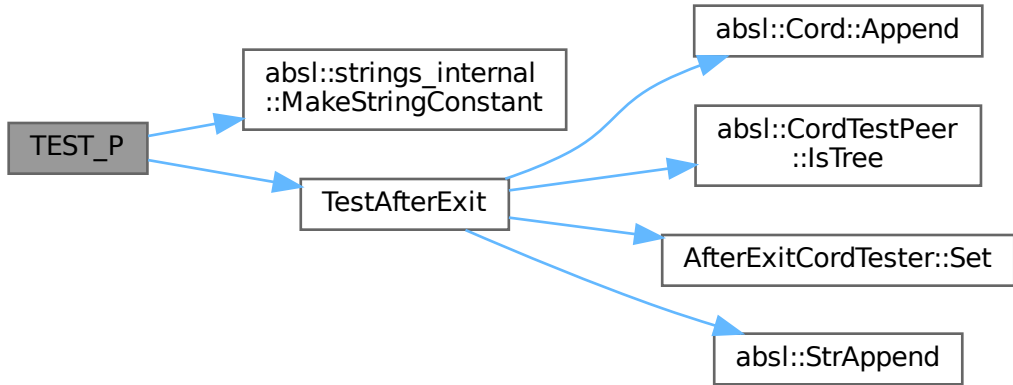 TEST_P
absl::strings_internal
::MakeStringConstant
TestAfterExit
absl::Cord::Append
absl::CordTestPeer
::IsTree
AfterExitCordTester::Set
absl::StrAppend